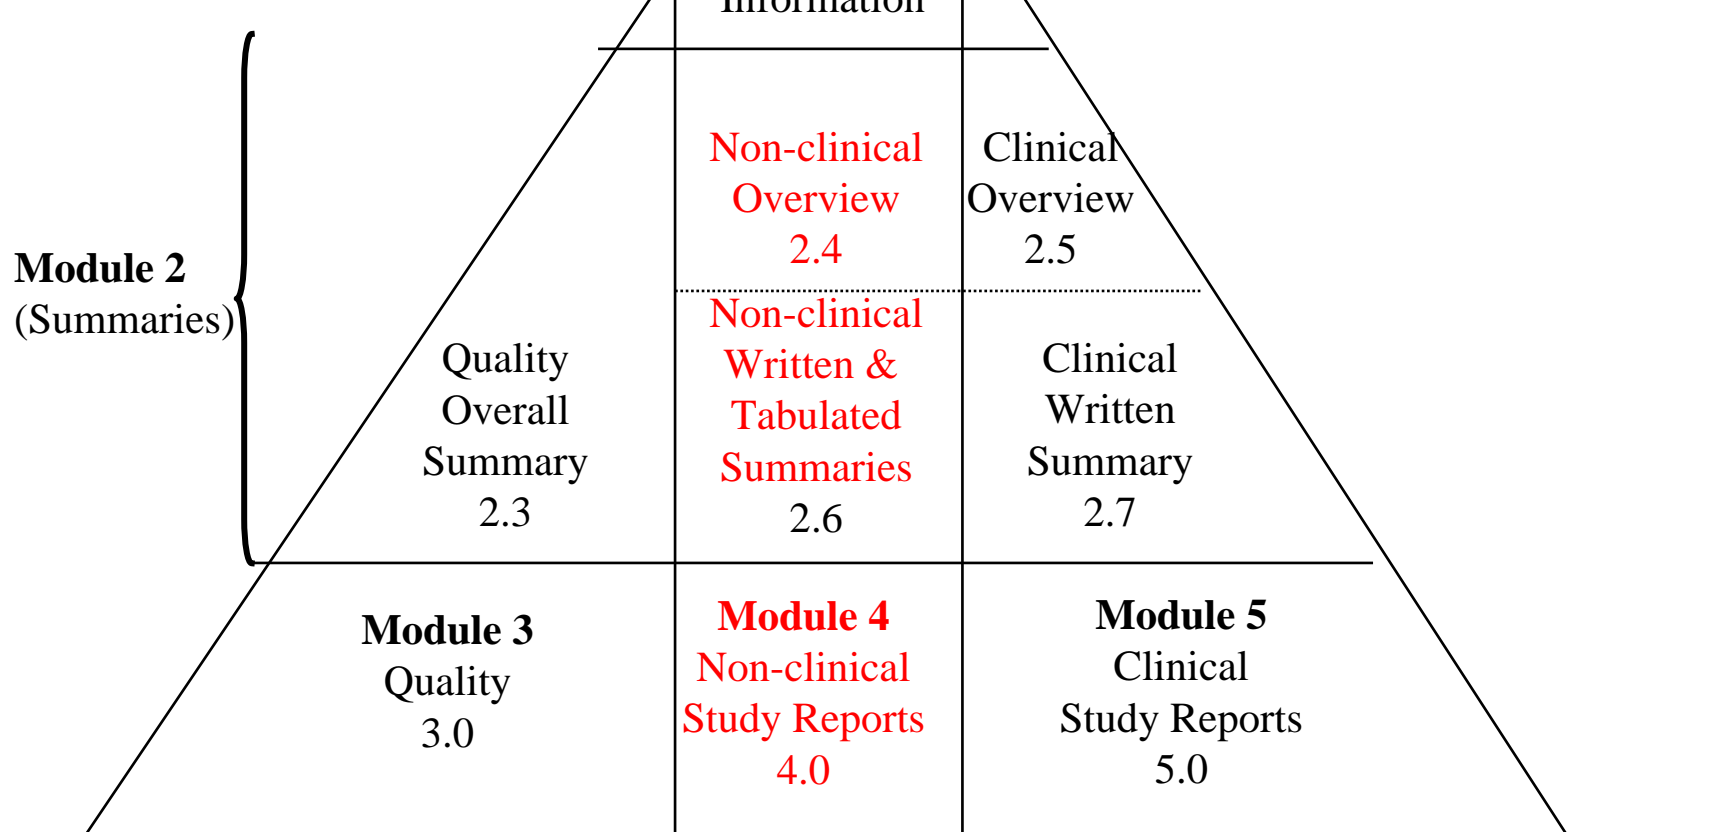 Information
Module 2
(Summaries)
Non-clinical
Overview
2.4
Clinical
Overview
2.5
Quality
Overall
Summary
2.3
Non-clinical
Written &
Tabulated
Summaries
2.6
Clinical
Written
Summary
2.7
Module 3
Quality
3.0
Module 4
Non-clinical
Study Reports
4.0
Module 5
Clinical
Study Reports
5.0